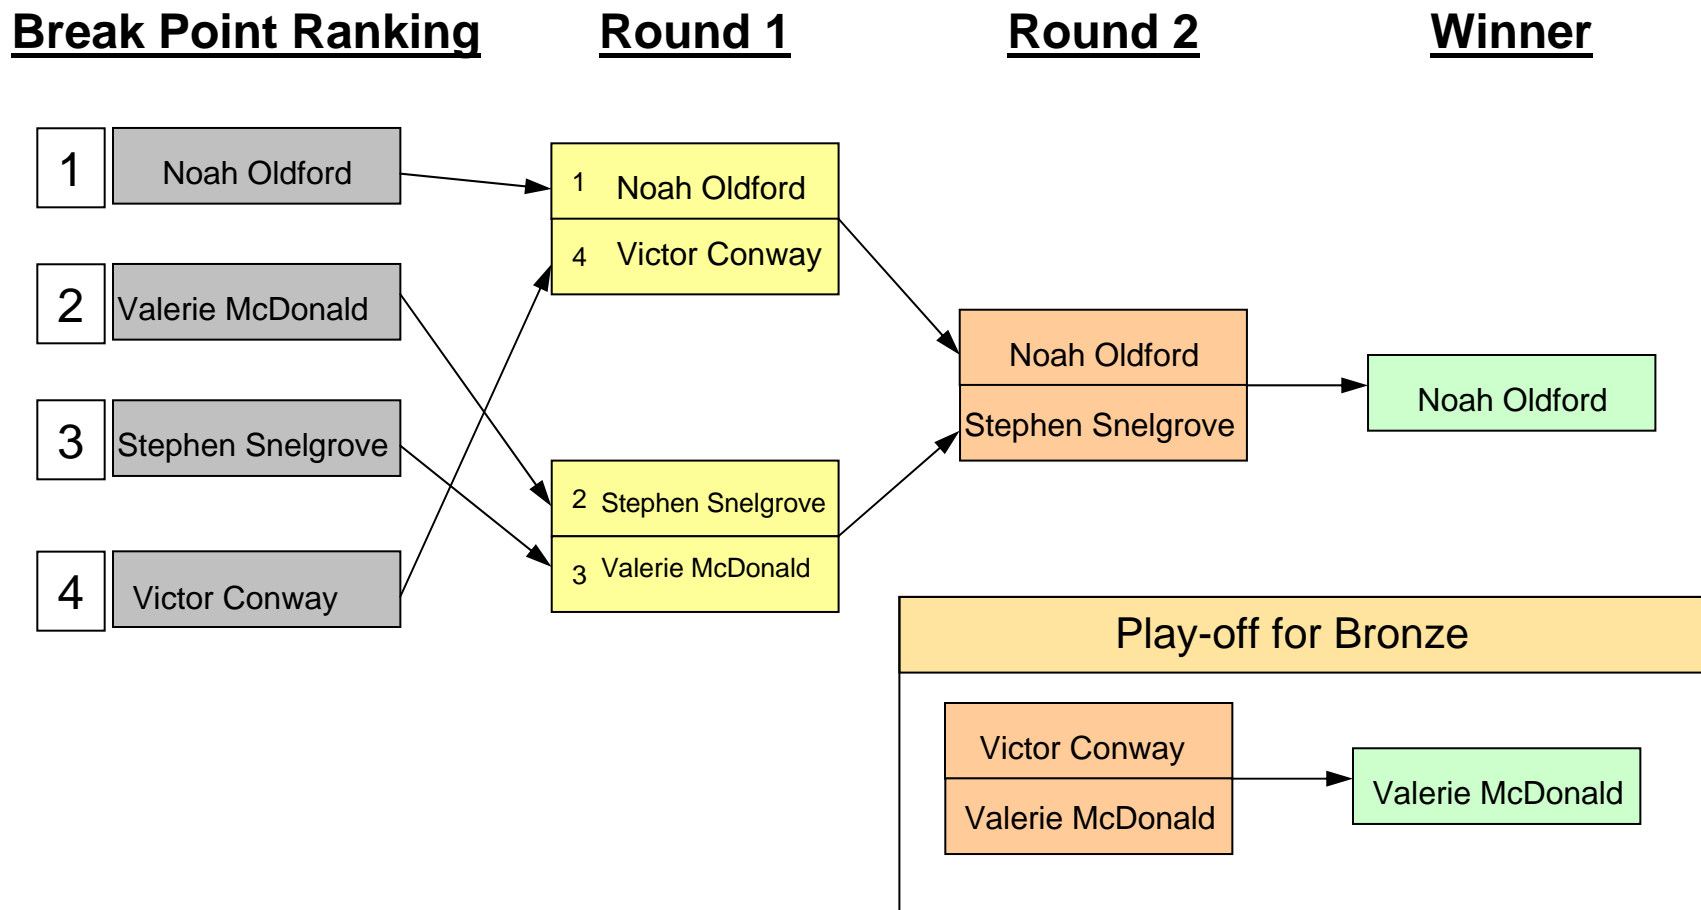 Break Point Ranking
Round 1
Round 2
Winner
1
Noah Oldford
2
Valerie McDonald
3
Stephen Snelgrove
4
Victor Conway
1 Noah Oldford
4 Victor Conway
2 Stephen Snelgrove
3 Valerie McDonald
Noah Oldford
Stephen Snelgrove
Noah Oldford
Play-off for Bronze
Victor Conway
Valerie McDonald
Valerie McDonald